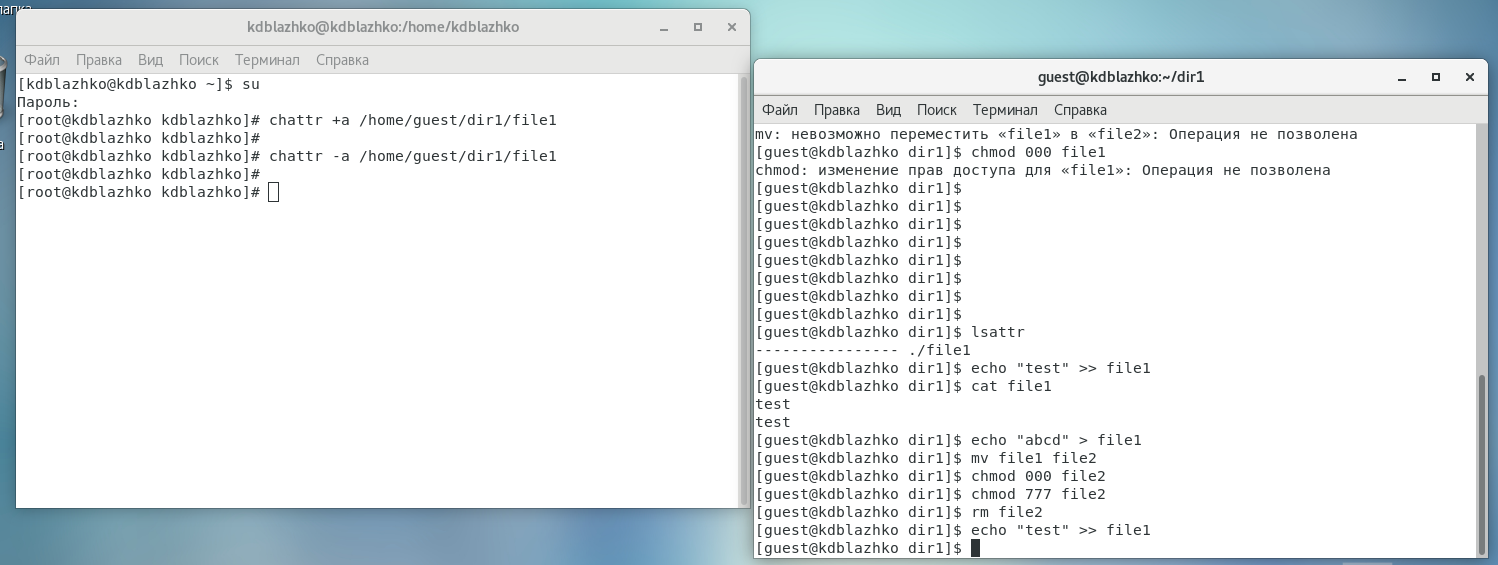 папка
kdblazhko@kdblazhko:/home/kdblazhko
Файл Правка Вид Поиск Терминал Справка
[kdblazhko@kdblazhko ~]$ su
Пароль:
[root@kdblazhko kdblazhko]# chattr +a /home/guest/dir1/file1
[root@kdblazhko kdblazhko]#
[root@kdblazhko kdblazhko]# chattr -a /home/guest/dir1/file1
[root@kdblazhko kdblazhko]#
[root@kdblazhko kdblazhko]#
guest@kdblazhko:~/dir1
Файл Правка Вид Поиск Терминал Справка
mv: невозможно переместить «file1» в «file2»: Операция не позволена
[guest@kdblazhko dir1]$ chmod 000 file1
chmod: изменение прав доступа для «file1»: Операция не позволена
[guest@kdblazhko dir1]$
[guest@kdblazhko dir1]$
[guest@kdblazhko dir1]$
[guest@kdblazhko dir1]$
[guest@kdblazhko dir1]$
[guest@kdblazhko dir1]$
[guest@kdblazhko dir1]$
[guest@kdblazhko dir1]$
[guest@kdblazhko dir1]$ lsattr
---------------- ./file1
[guest@kdblazhko dir1]$ echo "test" >> file1
[guest@kdblazhko dir1]$ cat file1
test
test
[guest@kdblazhko dir1]$ echo "abcd" > file1
[guest@kdblazhko dir1]$ mv file1 file2
[guest@kdblazhko dir1]$ chmod 000 file2
[guest@kdblazhko dir1]$ chmod 777 file2
[guest@kdblazhko dir1]$ rm file2
[guest@kdblazhko dir1]$ echo "test" >> file1
[guest@kdblazhko dir1]$